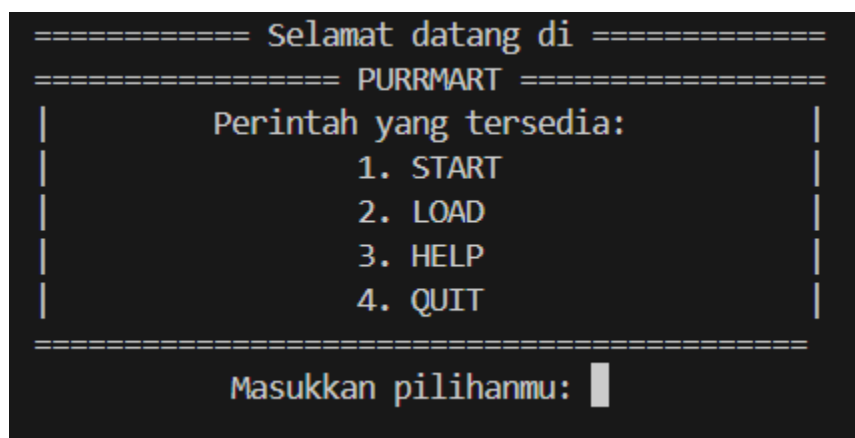 ============ Selamat datang di =============
================= PURRMART =================
|         Perintah yang tersedia:          |
|                 1. START                 |
|                 2. LOAD                  |
|                 3. HELP                  |
|                 4. QUIT                  |
===========================================
Masukkan pilihanmu: